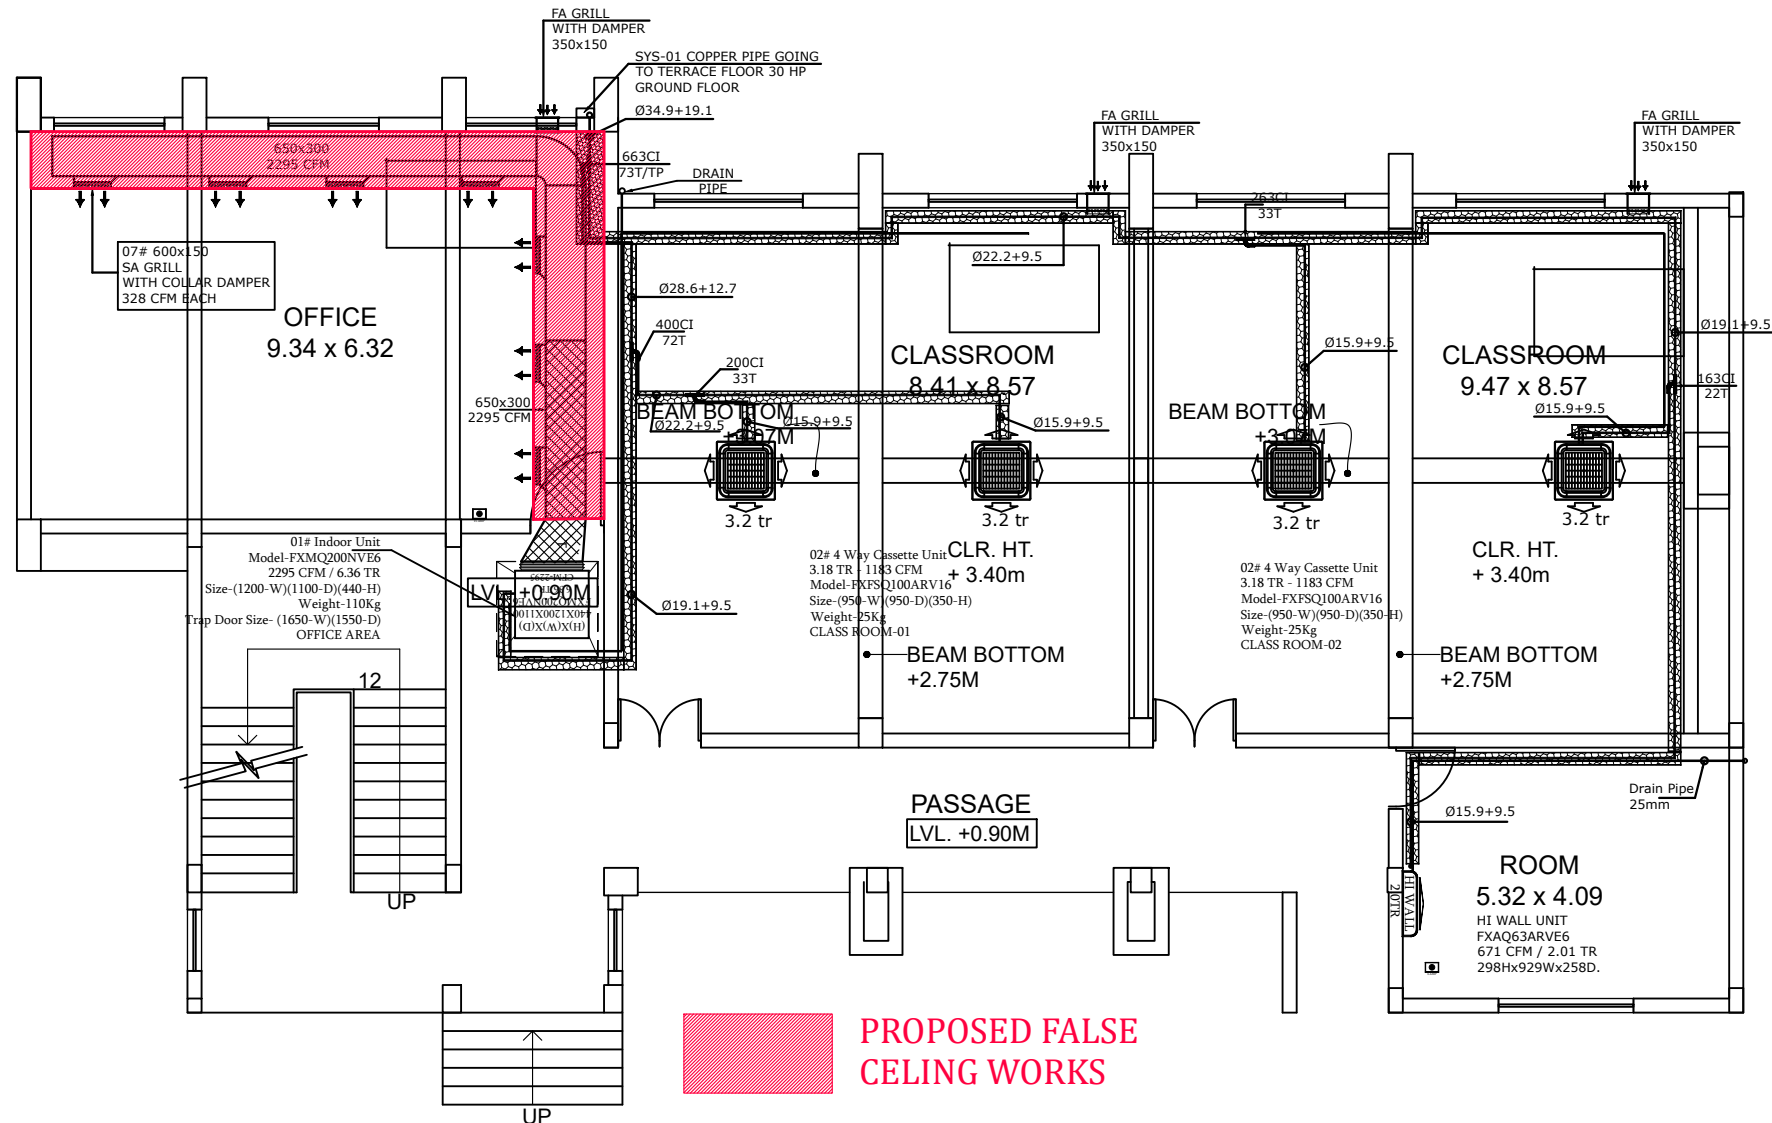 FA GRILL
WITH DAMPER
350x150
SYS-01 COPPER PIPE GOING
TO TERRACE FLOOR 30 HP
GROUND FLOOR
Ø34.9+19.1
FA GRILL
WITH DAMPER
350x150
FA GRILL
WITH DAMPER
350x150
650x300
2295 CFM
663CI
73T/TP
DRAIN
PIPE
263CI
33T
07# 600x150
SA GRILL
WITH COLLAR DAMPER
328 CFM EACH
OFFICE
9.34 x 6.32
Ø22.2+9.5
Ø28.6+12.7
400CI
72T
200CI
33T
CLASSROOM
8.41 x 8.57
Ø15.9+9.5
CLASSROOM
9.47 x 8.57
Ø19.1+9.5
163CI
22T
650x300
2295 CFM
BEAM BOTTOM
Ø22.2+9.5
Ø15.9+9.5
Ø15.9+9.5
BEAM BOTTOM
Ø15.9+9.5
3.2 tr
3.2 tr
3.2 tr
3.2 tr
01# Indoor Unit
Model-FXMQ200NVE6
2295 CFM / 6.36 TR
Size-(1200-W)(1100-D)(440-H)
Weight-110Kg
Trap Door Size- (1650-W)(1550-D)
OFFICE AREA
LVL. +0.90M
440X1200X1100
(H)X(W)X(D)
Ø19.1+9.5
02# 4 Way Cassette Unit
3.18 TR - 1183 CFM
Model-FXFSQ100ARV16
Size-(950-W)(950-D)(350-H)
Weight-25Kg
CLASS ROOM-01
CLR. HT.
+ 3.40m
02# 4 Way Cassette Unit
3.18 TR - 1183 CFM
Model-FXFSQ100ARV16
Size-(950-W)(950-D)(350-H)
Weight-25Kg
CLASS ROOM-02
CLR. HT.
+ 3.40m
BEAM BOTTOM
+2.75M
BEAM BOTTOM
+2.75M
12
UP
PASSAGE
LVL. +0.90M
Drain Pipe
25mm
Ø15.9+9.5
HI WALL
2.0TR
ROOM
5.32 x 4.09
HI WALL UNIT
FXAQ63ARVE6
671 CFM / 2.01 TR
298Hx929Wx258D.
PROPOSED FALSE
CELING WORKS
UP